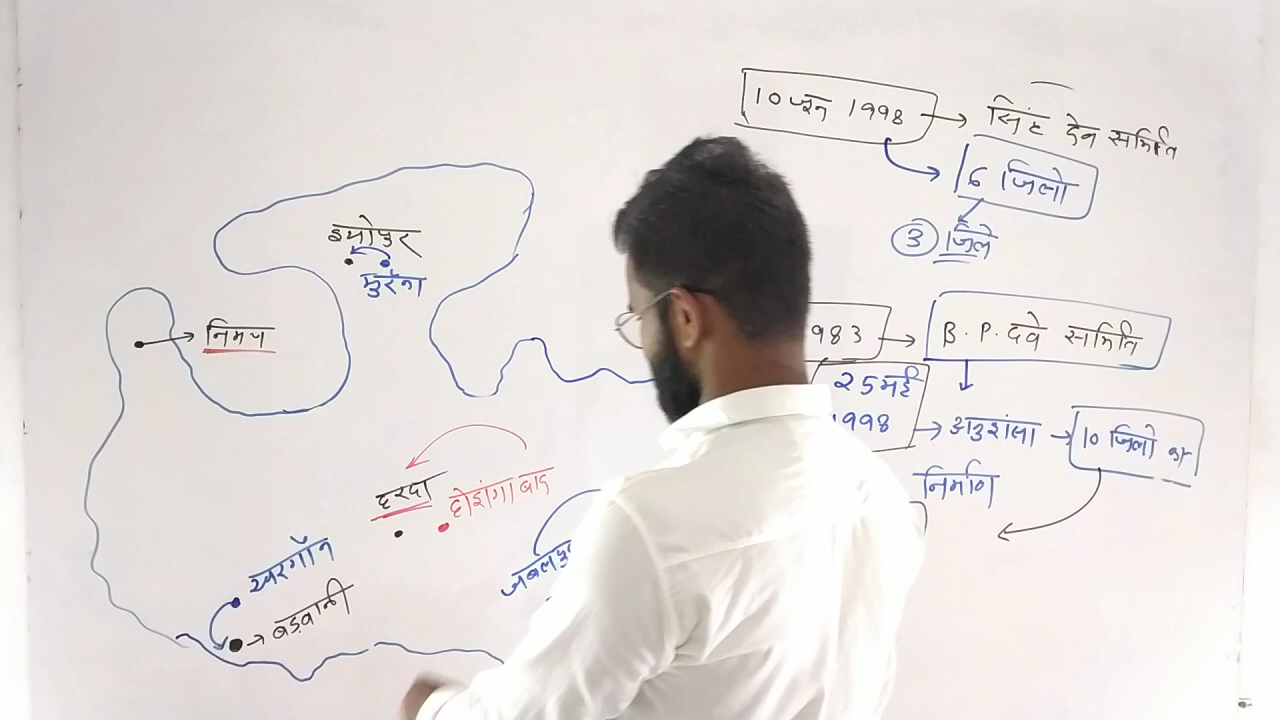 10 जून 1998 → सिंह देव समिति
6 जिलो
3 जिले
983 → B.P. दवे समिति
25 मई
1998 → अनुशंसा → 10 जिलो का
निर्माण
मुरैना
निमच
हरदा
होशंगाबाद
खरगॉन
→ बड़वानी